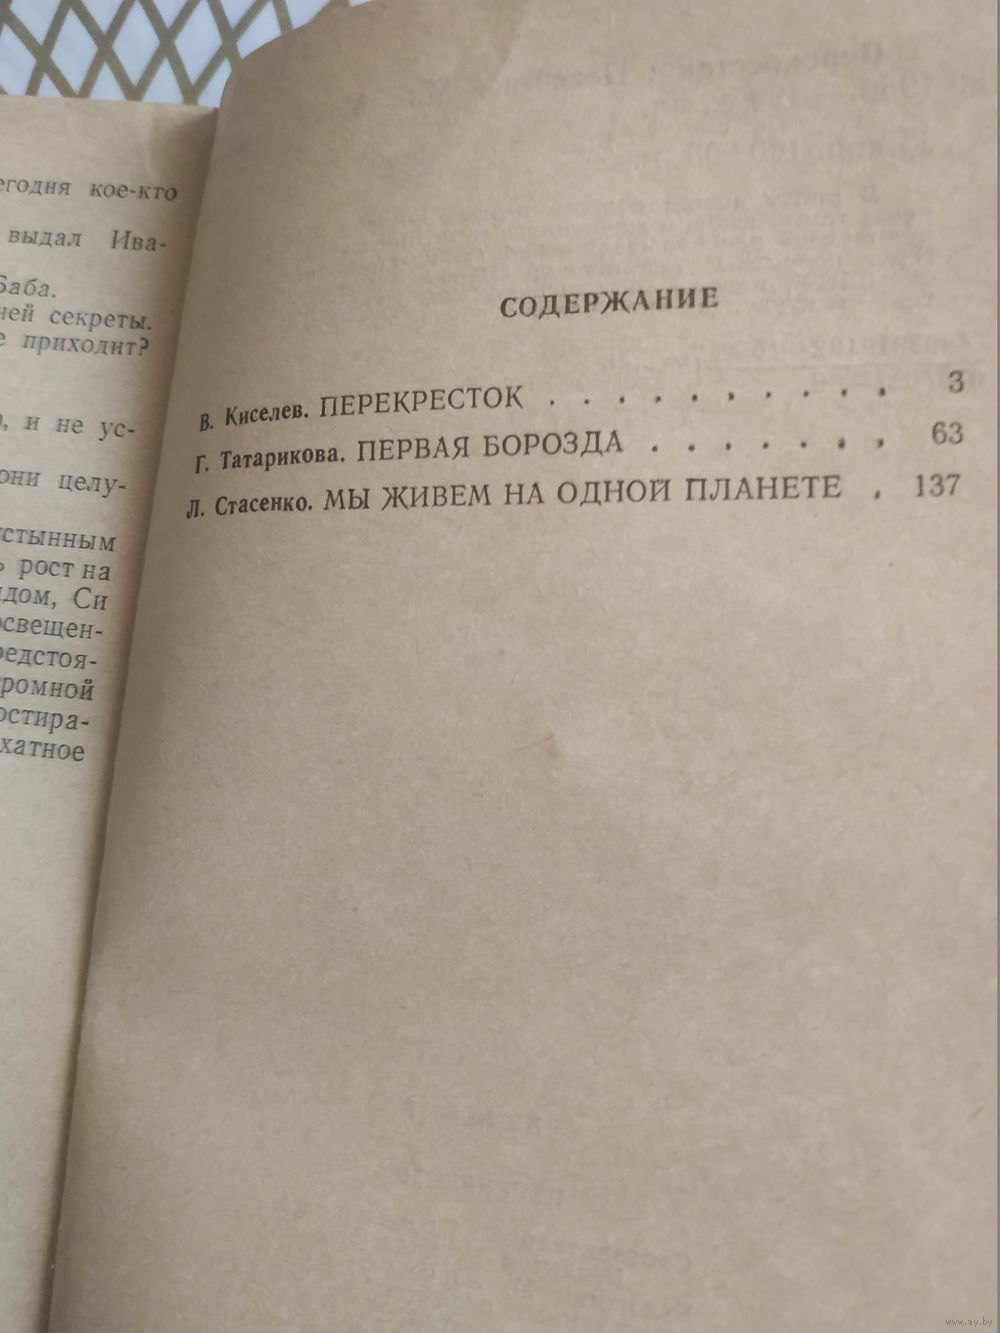 егодня кое-кто
выдал Ива-
Баба.
ней секреты.
приходит?
и не ус-
они целу-
стынным
рост на
дом, Си
освещен-
редстоя-
ромной
остира-
хатное
СОДЕРЖАНИЕ
В. Киселев. ПЕРЕКРЕСТОК . . . . . . . . . . 3
Г. Татарикова. ПЕРВАЯ БОРОЗДА . . . . . . . 63
Л. Стасенко. МЫ ЖИВЕМ НА ОДНОЙ ПЛАНЕТЕ . 137
www.ay.by